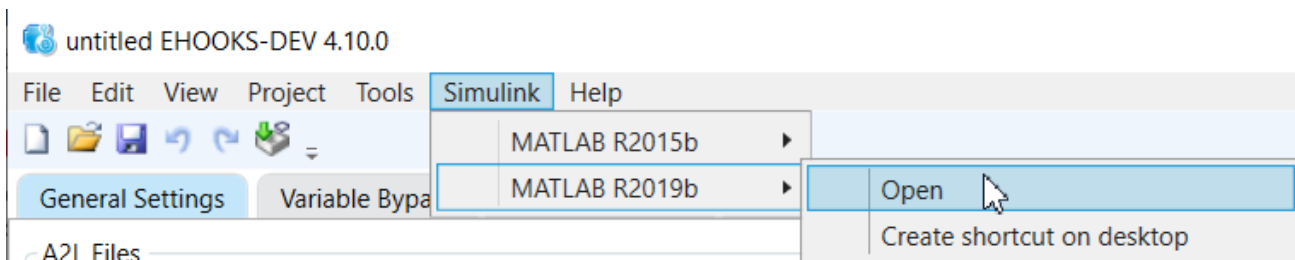 untitled EHOOKS-DEV 4.10.0
File Edit View Project Tools Simulink Help
MATLAB R2015b
MATLAB R2019b
Open
General Settings Variable Bypa
Create shortcut on desktop
A2L Files